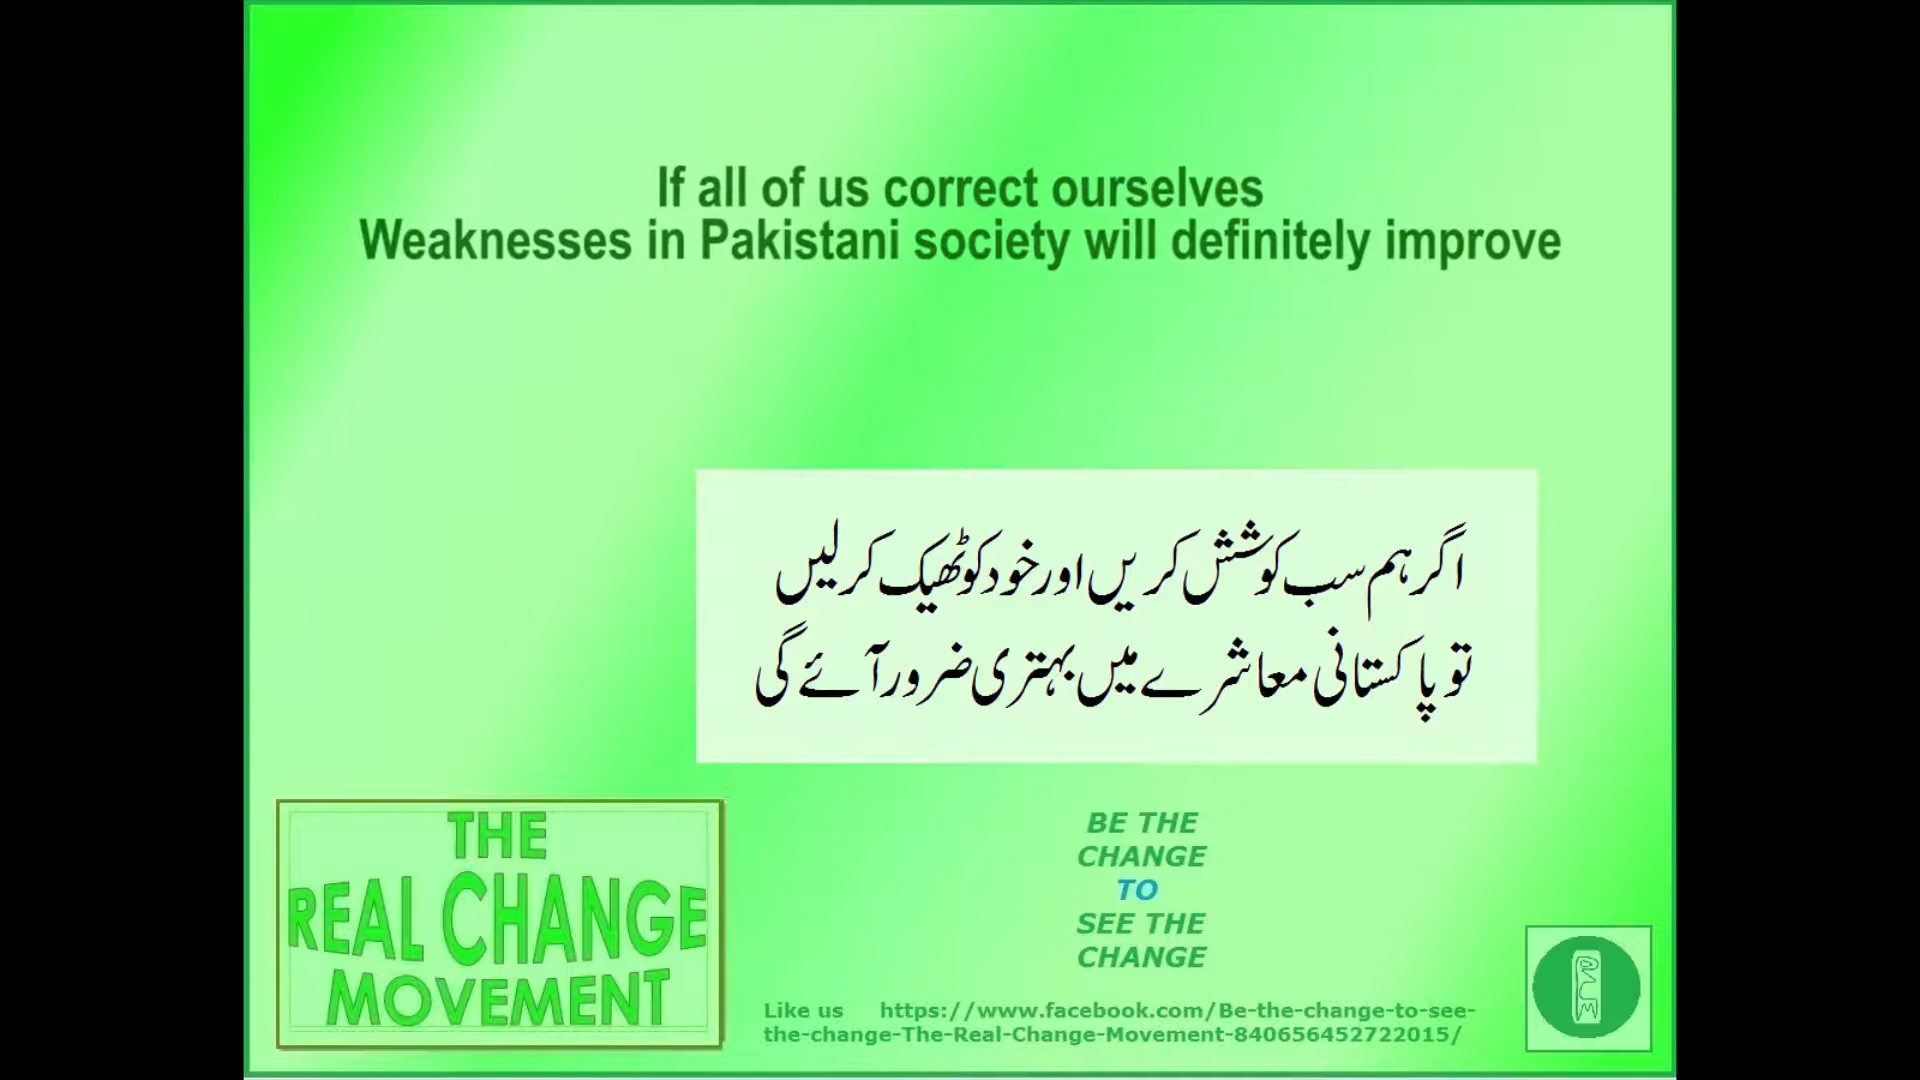 If all of us correct ourselves
Weaknesses in Pakistani society will definitely improve
اگر ہم سب کوشش کریں اور خود کو ٹھیک کر لیں
تو پاکستانی معاشرے میں بہتری ضرور آئے گی
THE
REAL CHANGE
MOVEMENT
BE THE
CHANGE
TO
SEE THE
CHANGE
Like us https://www.facebook.com/Be-the-change-to-see-
the-change-The-Real-Change-Movement-840656452722015/